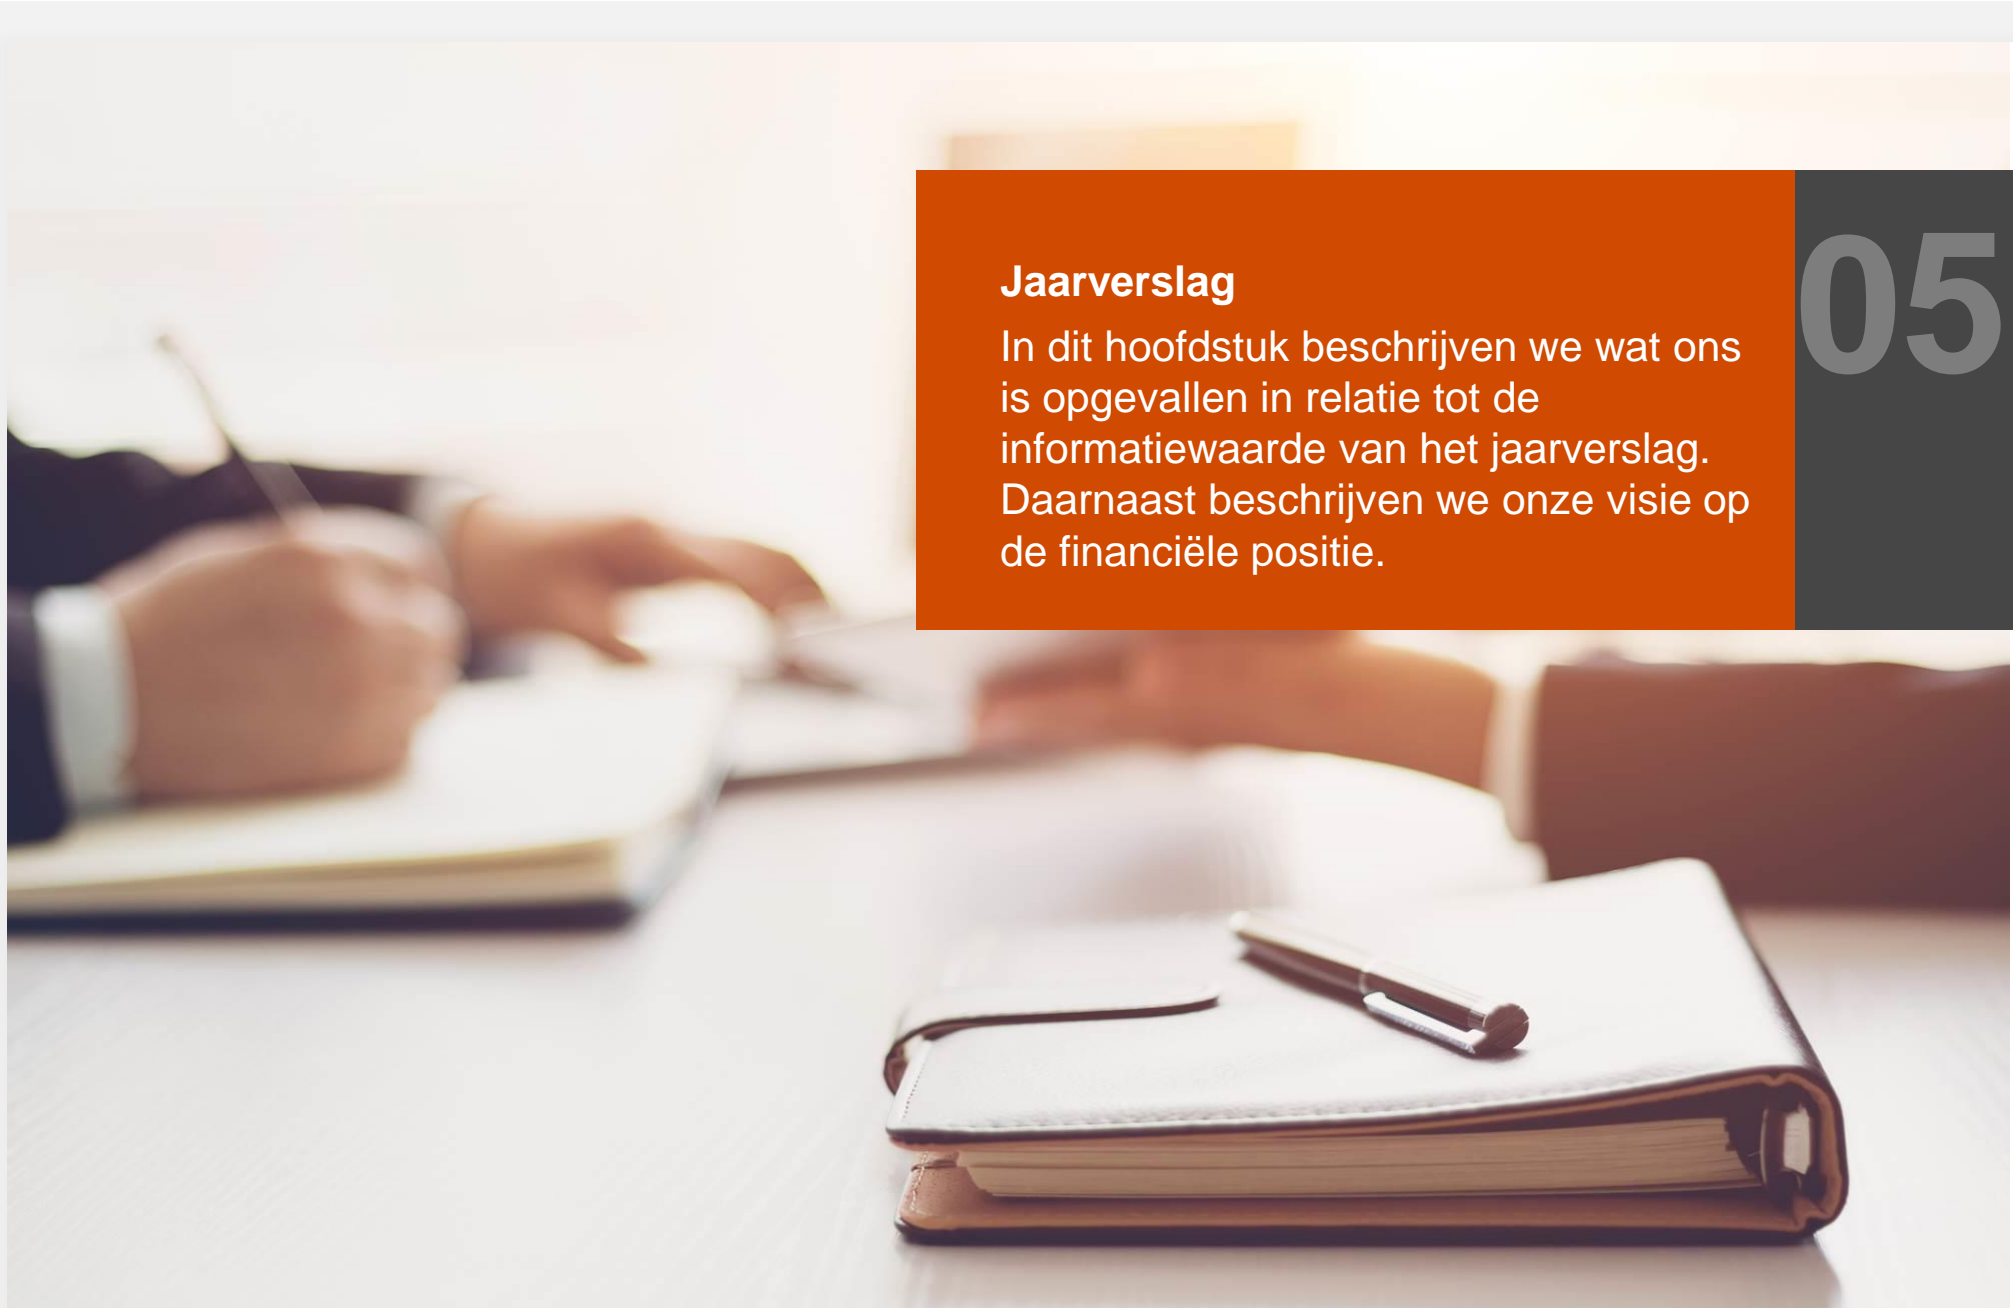 Jaarverslag
In dit hoofdstuk beschrijven we wat ons
is opgevallen in relatie tot de
informatiewaarde van het jaarverslag.
Daarnaast beschrijven we onze visie op
de financiële positie.
05